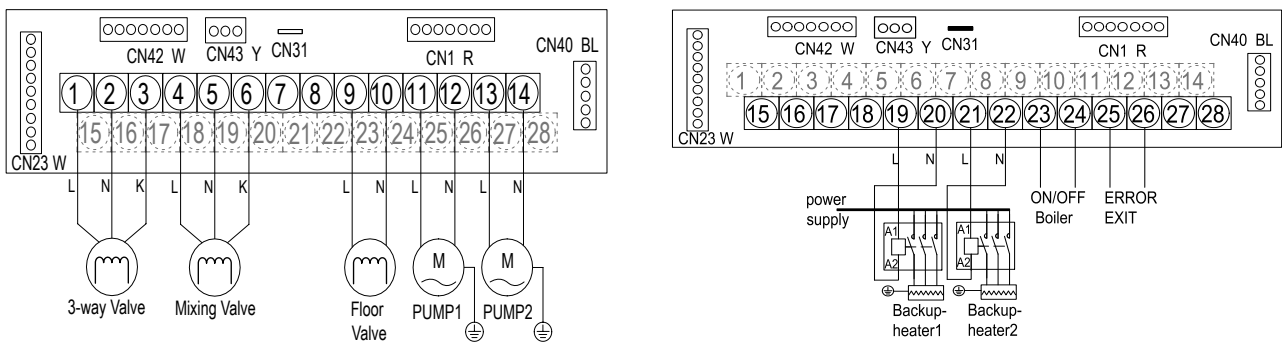 CN42 W
CN43 Y
CN31
CN1 R
CN40 BL
1 2 3 4 5 6 7 8 9 10 11 12 13 14
15 16 17 18 19 20 21 22 23 24 25 26 27 28
CN23 W
L N K L N K L N L N L N
M M
3-way Valve
Mixing Valve
Floor
Valve
PUMP1
PUMP2
CN42 W
CN43 Y
CN31
CN1 R
CN40 BL
1 2 3 4 5 6 7 8 9 10 11 12 13 14
15 16 17 18 19 20 21 22 23 24 25 26 27 28
CN23 W
L N L N
power
supply
ON/OFF
Boiler
ERROR
EXIT
A1 A1
A2 A2
Backup-
heater1
Backup-
heater2